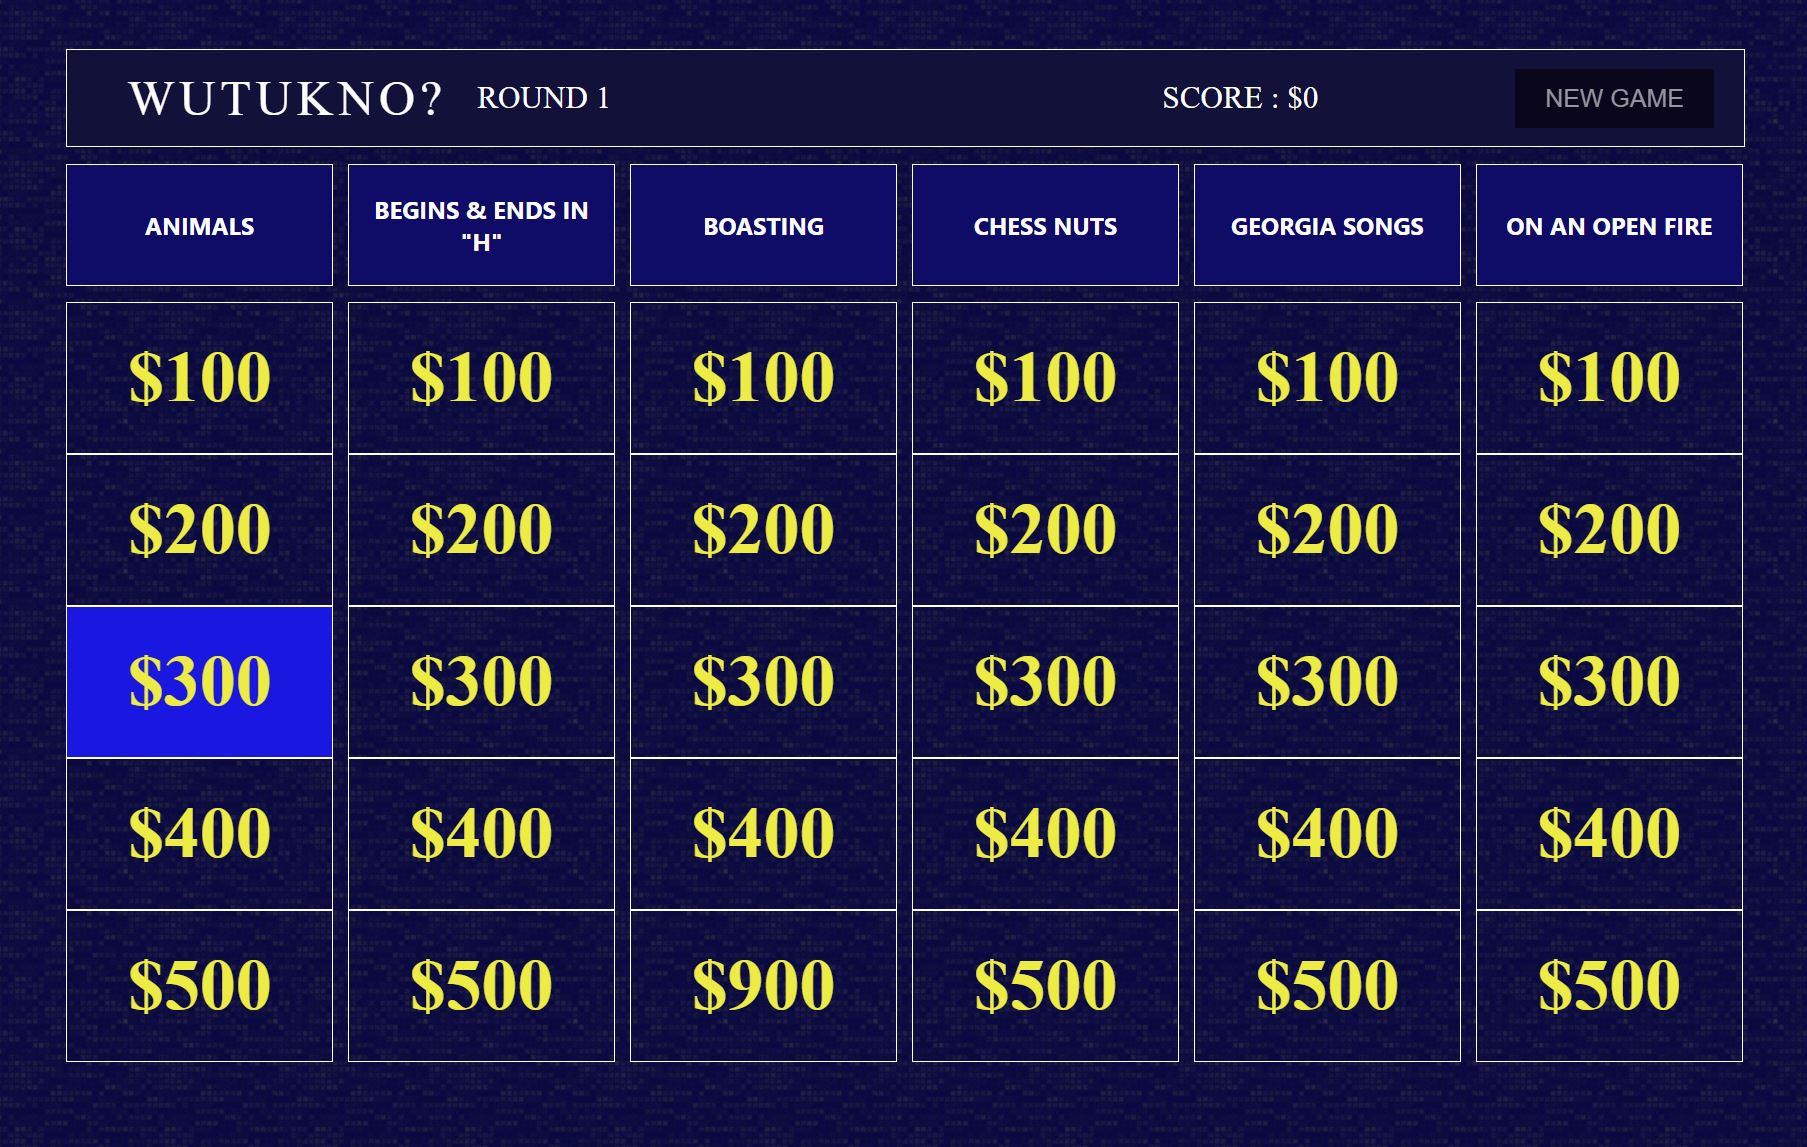 WUTUKNO? ROUND 1 SCORE : $0 NEW GAME
ANIMALS
BEGINS & ENDS IN
"H"
BOASTING
CHESS NUTS
GEORGIA SONGS
ON AN OPEN FIRE
$100 $100 $100 $100 $100 $100
$200 $200 $200 $200 $200 $200
$300 $300 $300 $300 $300 $300
$400 $400 $400 $400 $400 $400
$500 $500 $900 $500 $500 $500